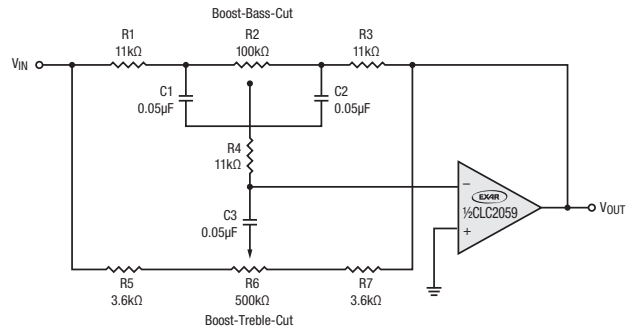 Boost-Bass-Cut
R1
11kΩ
R2
100kΩ
R3
11kΩ
VIN
C1
0.05µF
C2
0.05µF
R4
11kΩ
C3
0.05µF
−
EXAR
½CLC2059
+
VOUT
R5
3.6kΩ
R6
500kΩ
R7
3.6kΩ
Boost-Treble-Cut